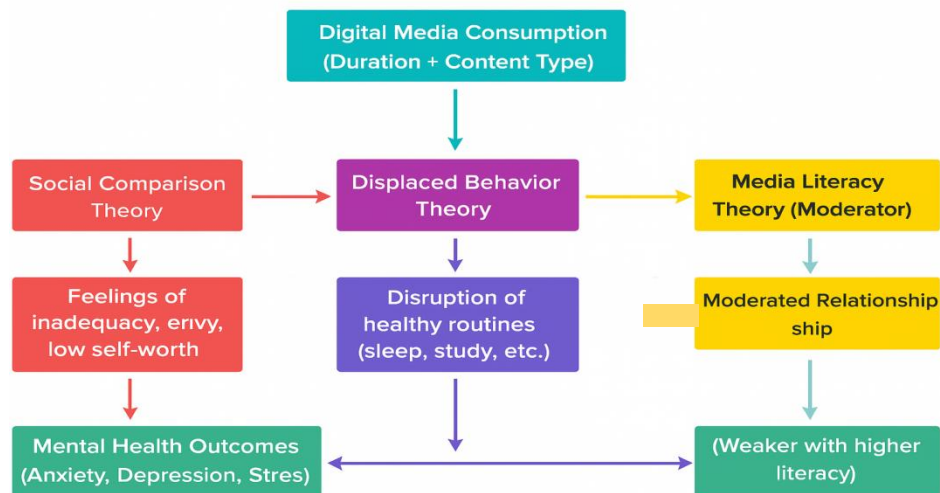 Digital Media Consumption
(Duration + Content Type)
Social Comparison
Theory
Displaced Behavior
Theory
Media Literacy
Theory (Moderator)
Feelings of
inadequacy, erıvy,
low self-worth
Disruption of
healthy routines
(sleep, study, etc.)
Moderated Relationship
ship
Mental Health Outcomes
(Anxiety, Depression, Stres)
(Weaker with higher
literacy)